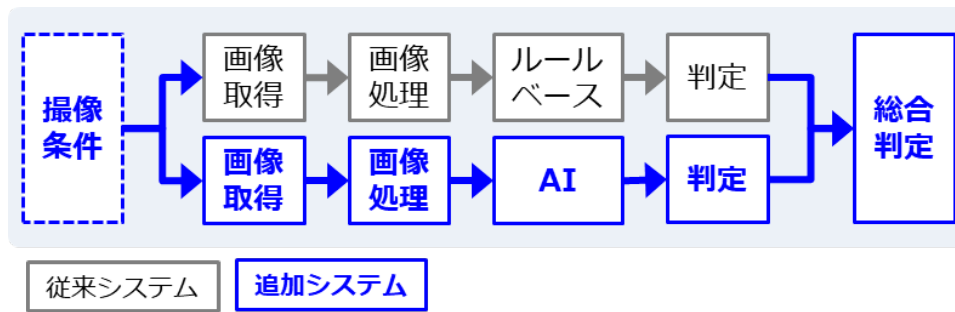 撮像
条件
画像
取得
画像
処理
ルール
ベース
判定
画像
取得
画像
処理
AI
判定
総合
判定
従来システム
追加システム